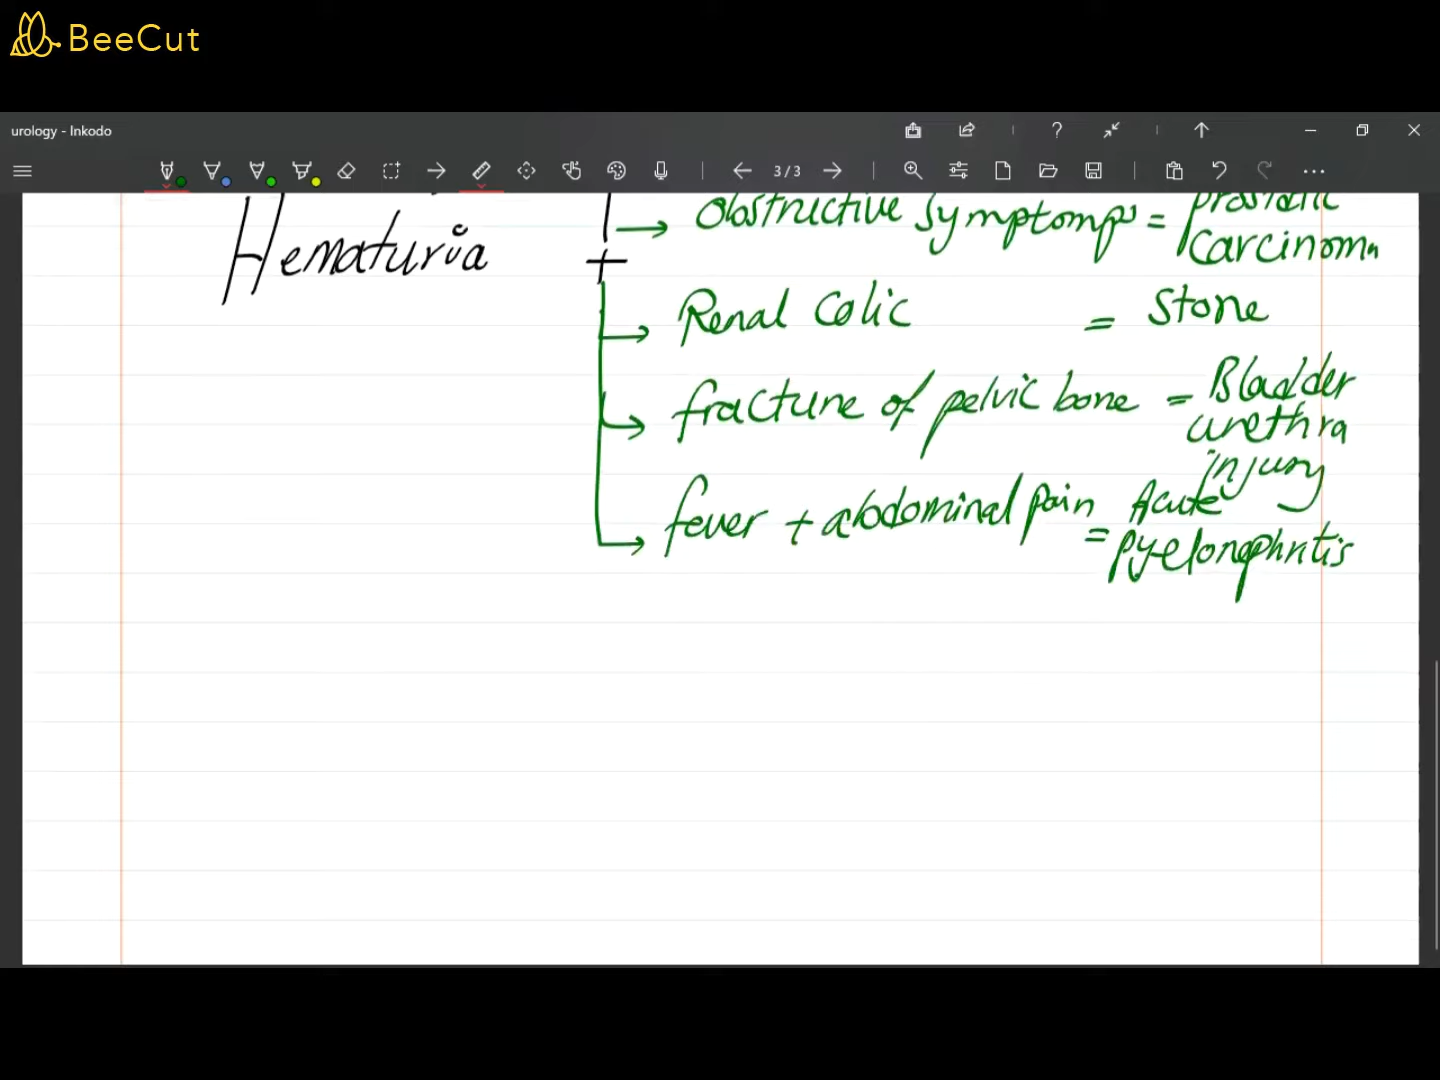 BeeCut
urology - Inkodo
3 / 3
Hematuria + → Obstructive Symptomps = prostatic
Carcinoma
→ Renal Colic = Stone
→ fracture of pelvic bone = Bladder
urethra
injury
→ fever + abdominal pain = Acute
pyelonephritis